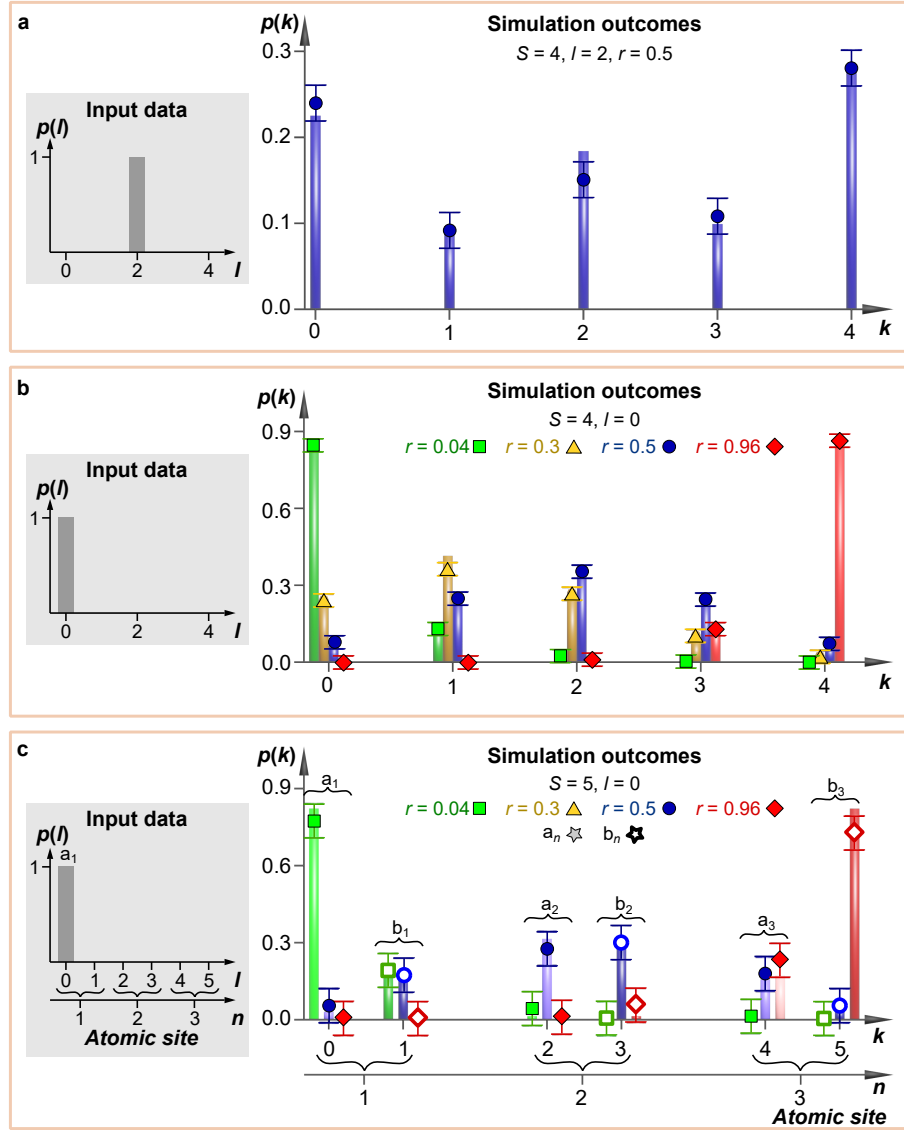 a
Input data
p(l)
1
0 2 4 l
p(k)
Simulation outcomes
S = 4, l = 2, r = 0.5
0.3
0.2
0.1
0.0
0 1 2 3 4 k
b
Input data
p(l)
1
0 2 4 l
p(k)
Simulation outcomes
S = 4, l = 0
r = 0.04 r = 0.3 r = 0.5 r = 0.96
0.9
0.6
0.3
0.0
0 1 2 3 4 k
c
Input data
p(l)
a1
1
0 1 2 3 4 5 l
1 2 3 n
Atomic site
p(k)
Simulation outcomes
S = 5, l = 0
r = 0.04 r = 0.3 r = 0.5 r = 0.96
an bn
0.9
0.6
0.3
0.0
a1 b1 a2 b2 a3 b3
0 1 2 3 4 5 k
1 2 3 n
Atomic site